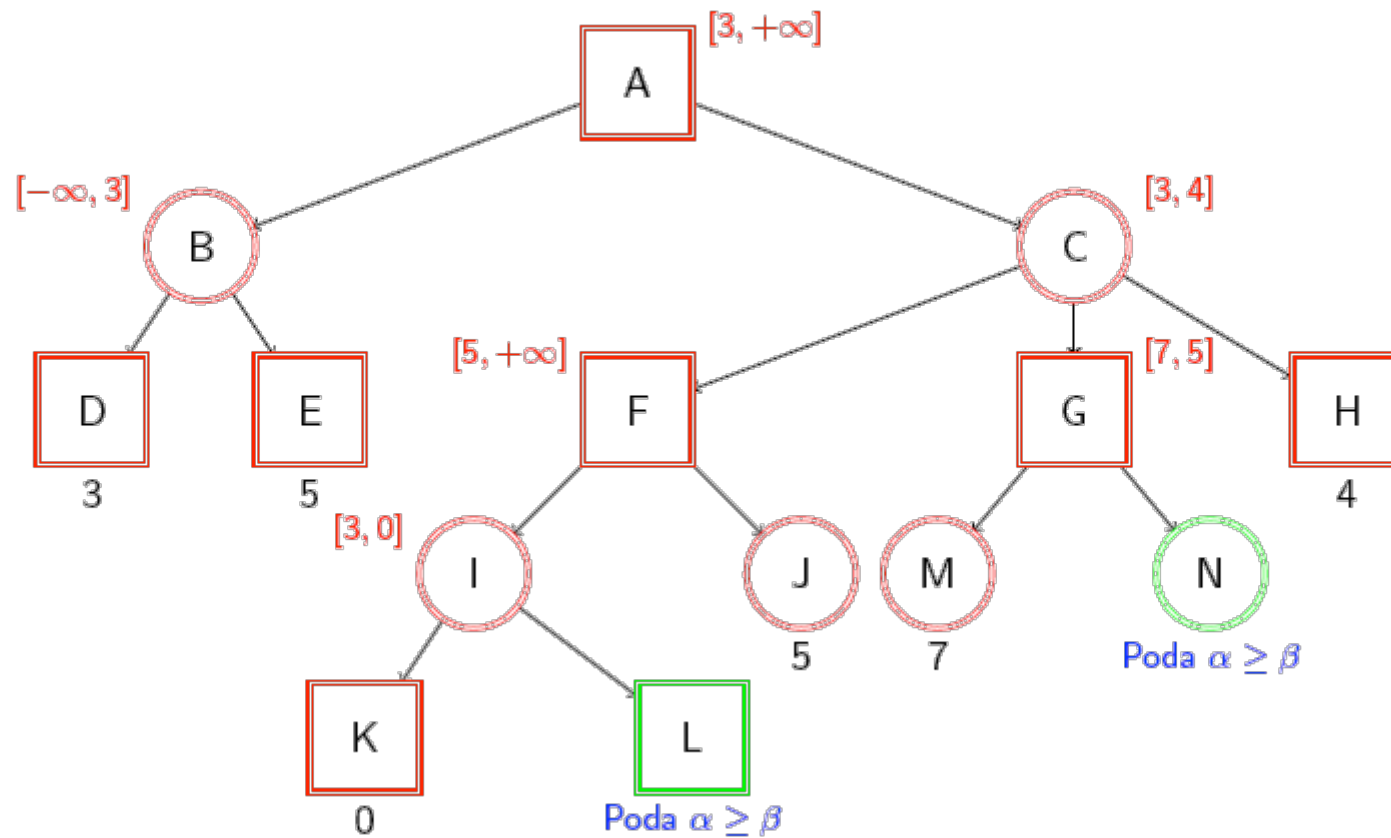 [3, +∞]
A
[−∞, 3]
B
[3, 4]
C
[5, +∞]
[7, 5]
D
E
F
G
H
3
5
4
[3, 0]
I
J
M
N
5
7
Poda α ≥ β
K
L
0
Poda α ≥ β